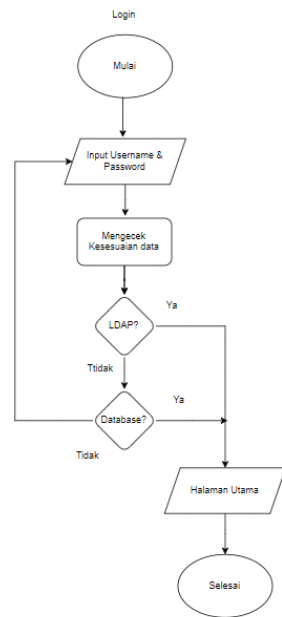 Login
Mulai
Input Username &
Password
Mengecek
Kesesuaian data
LDAP?
Ya
Ttidak
Database?
Ya
Tidak
Halaman Utama
Selesai